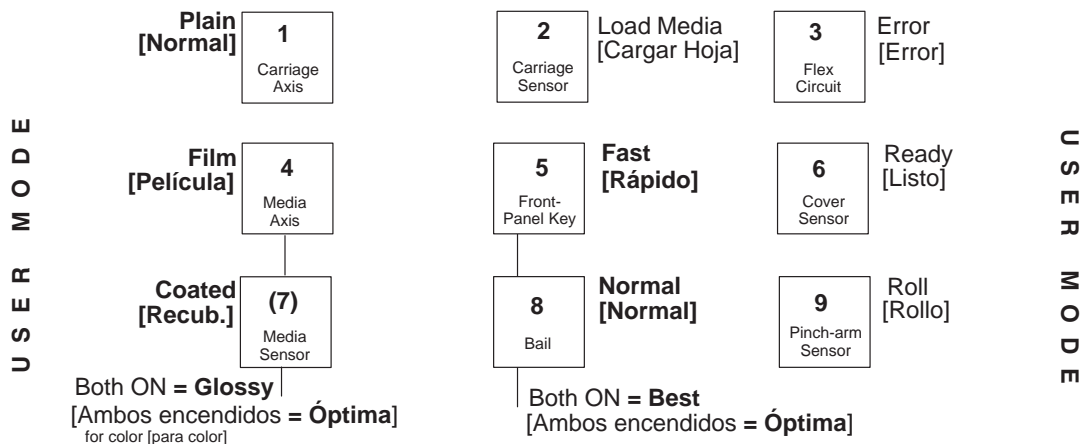 USER MODE
Plain
[Normal]
1
Carriage
Axis
2
Carriage
Sensor
Load Media
[Cargar Hoja]
3
Flex
Circuit
Error
[Error]
Film
[Película]
4
Media
Axis
5
Front-
Panel Key
Fast
[Rápido]
6
Cover
Sensor
Ready
[Listo]
Coated
[Recub.]
(7)
Media
Sensor
8
Bail
Normal
[Normal]
9
Pinch-arm
Sensor
Roll
[Rollo]
Both ON = Glossy
[Ambos encendidos = Óptima]
for color [para color]
Both ON = Best
[Ambos encendidos = Óptima]
USER MODE